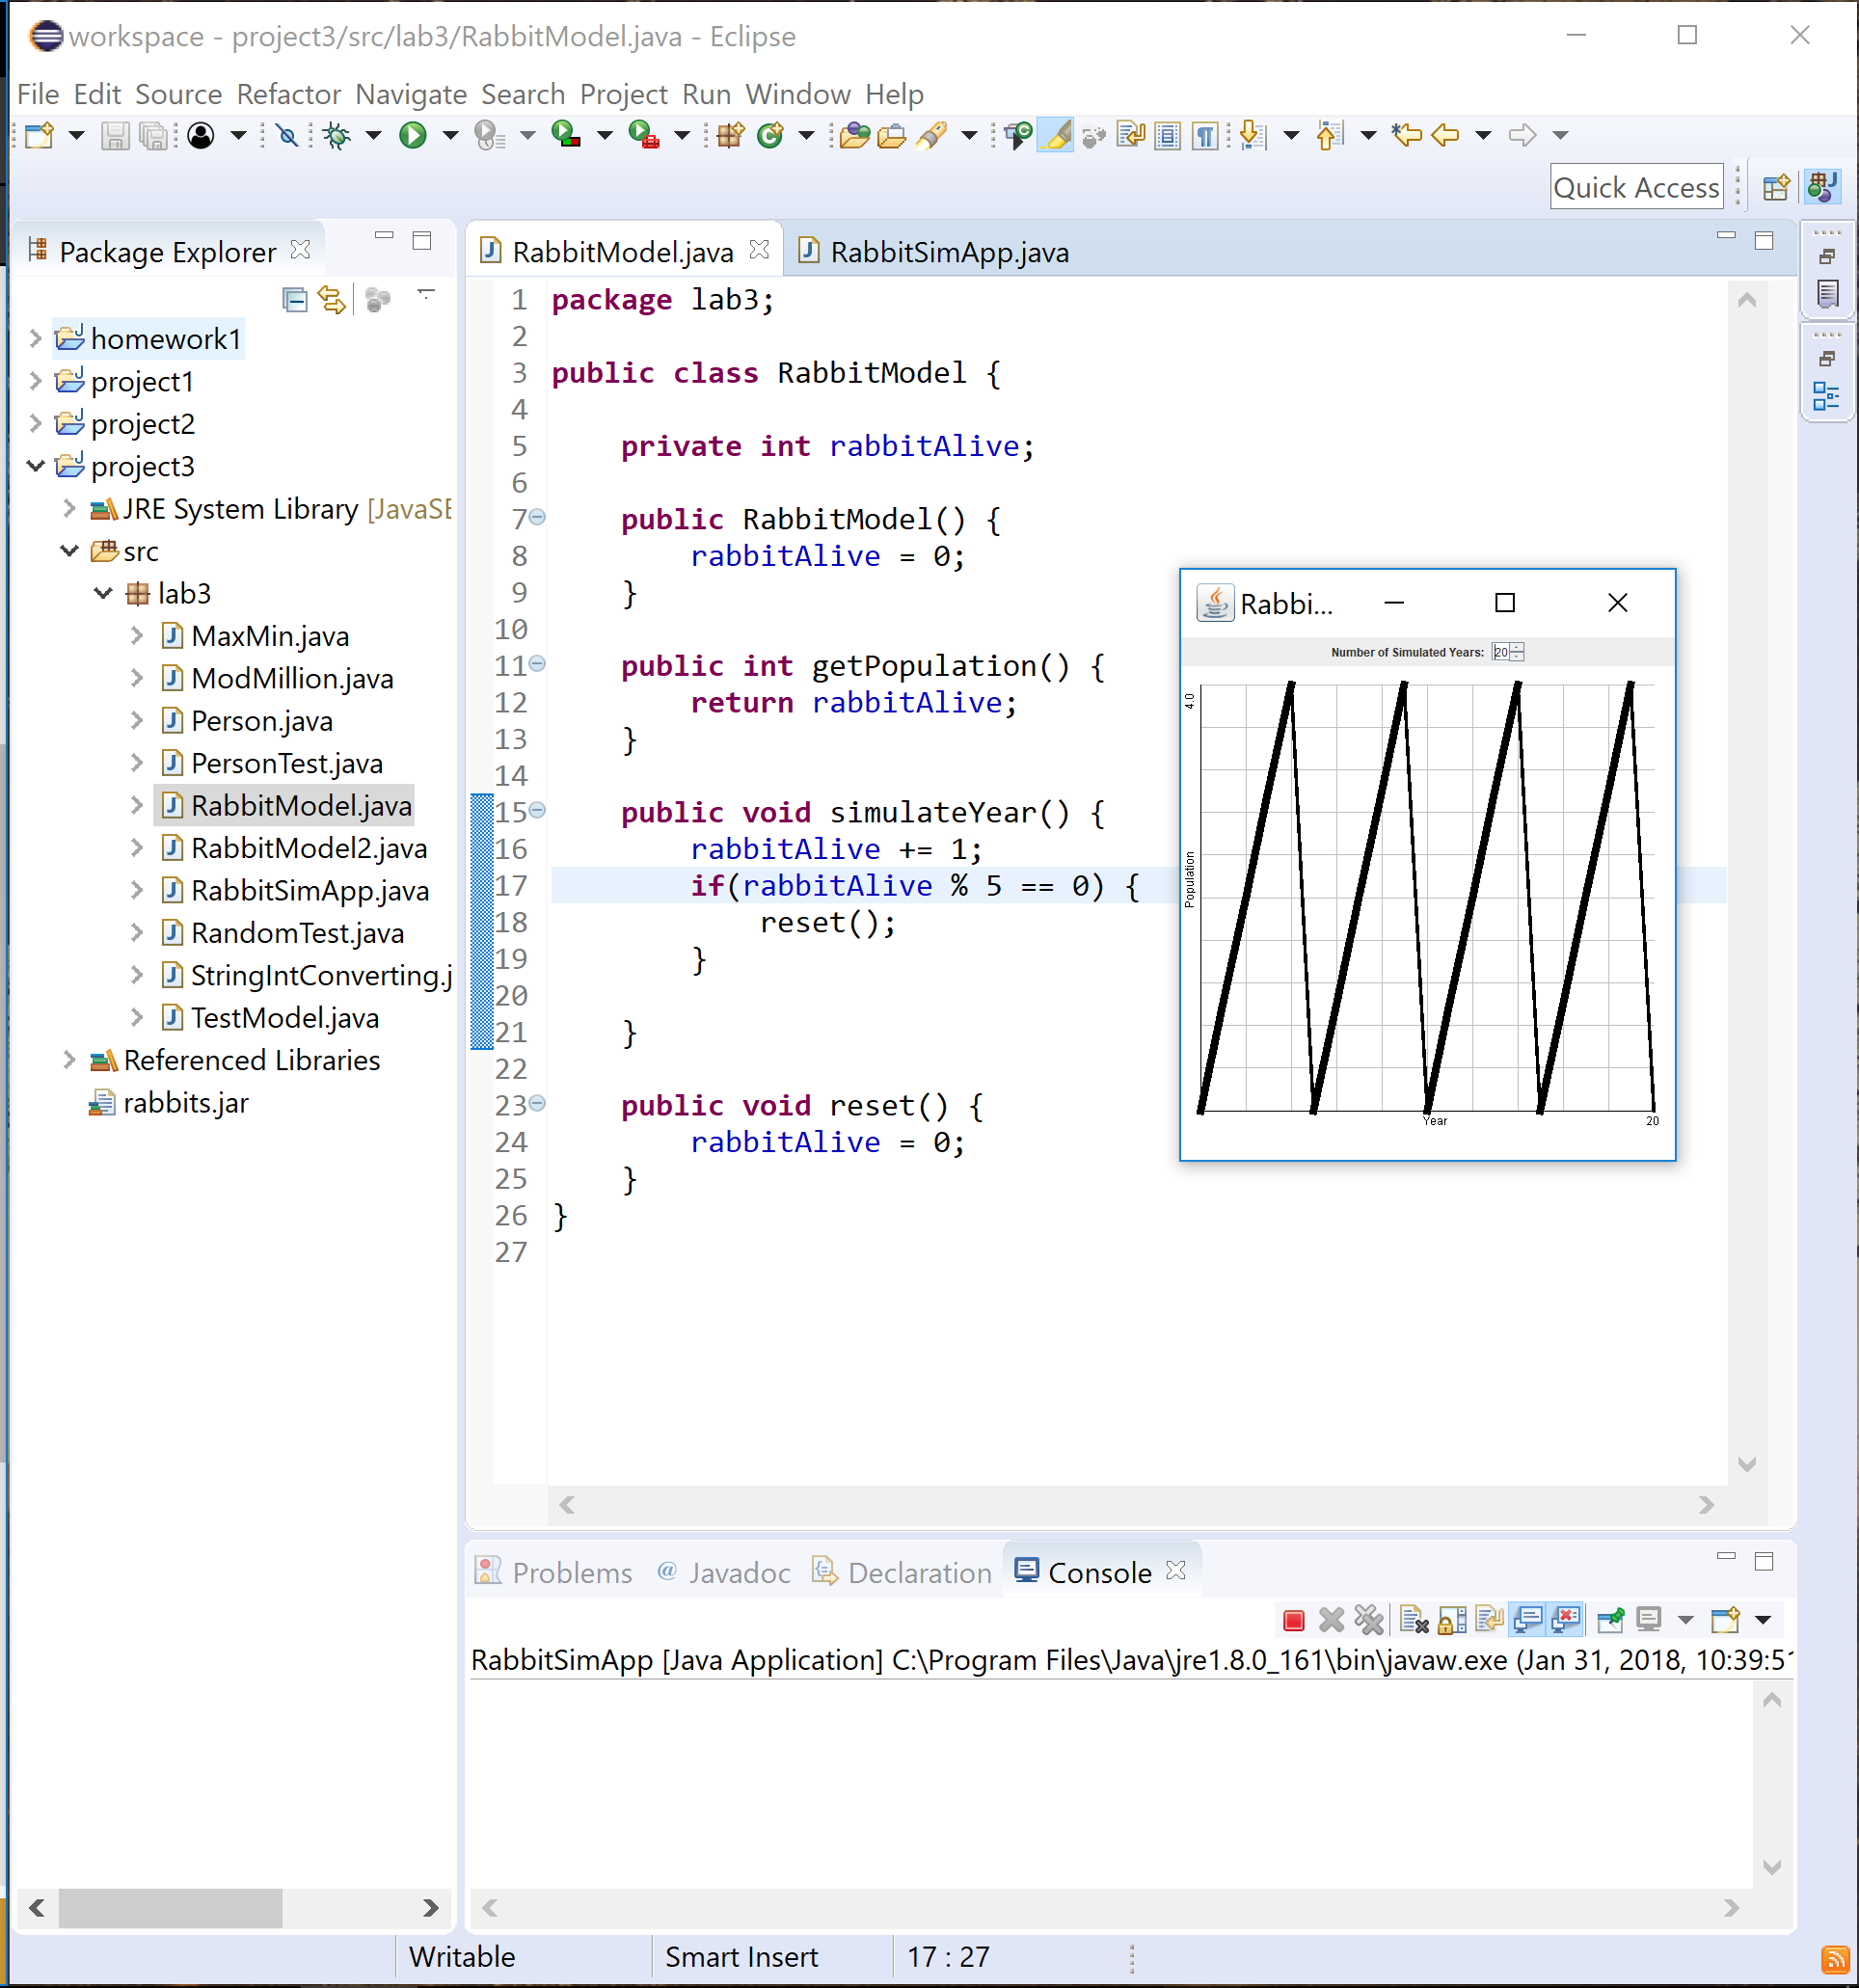 workspace - project3/src/lab3/RabbitModel.java - Eclipse
File Edit Source Refactor Navigate Search Project Run Window Help
Quick Access
Package Explorer
RabbitModel.java
RabbitSimApp.java
homework1
project1
project2
project3
JRE System Library [JavaSE
src
lab3
MaxMin.java
ModMillion.java
Person.java
PersonTest.java
RabbitModel.java
RabbitModel2.java
RabbitSimApp.java
RandomTest.java
StringIntConverting.j
TestModel.java
Referenced Libraries
rabbits.jar
1 package lab3;
2
3 public class RabbitModel {
4
5     private int rabbitAlive;
6
7     public RabbitModel() {
8         rabbitAlive = 0;
9     }
10
11     public int getPopulation() {
12         return rabbitAlive;
13     }
14
15     public void simulateYear() {
16         rabbitAlive += 1;
17         if(rabbitAlive % 5 == 0) {
18             reset();
19         }
20
21     }
22
23     public void reset() {
24         rabbitAlive = 0;
25     }
26 }
27
Rabbi...
Number of Simulated Years: 20
4.0
Population
Year
20
Problems @ Javadoc Declaration Console
RabbitSimApp [Java Application] C:\Program Files\Java\jre1.8.0_161\bin\javaw.exe (Jan 31, 2018, 10:39:51
Writable Smart Insert 17 : 27